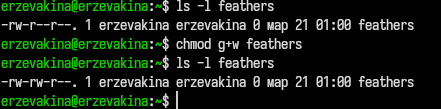 erzevakina@erzevakina:~$ ls -l feathers
-rw-r--r--. 1 erzevakina erzevakina 0 мар 21 01:00 feathers
erzevakina@erzevakina:~$ chmod g+w feathers
erzevakina@erzevakina:~$ ls -l feathers
-rw-rw-r--. 1 erzevakina erzevakina 0 мар 21 01:00 feathers
erzevakina@erzevakina:~$